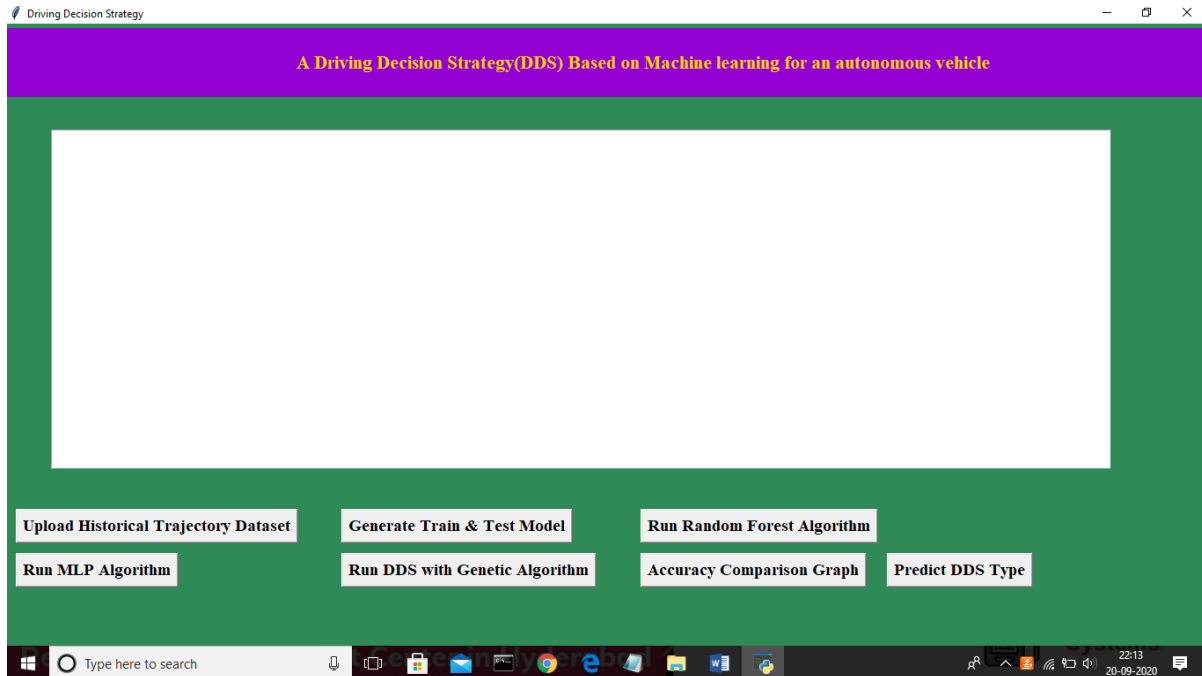 Driving Decision Strategy
A Driving Decision Strategy(DDS) Based on Machine learning for an autonomous vehicle
Upload Historical Trajectory Dataset
Generate Train & Test Model
Run Random Forest Algorithm
Run MLP Algorithm
Run DDS with Genetic Algorithm
Accuracy Comparison Graph
Predict DDS Type
Type here to search
22:13
20-09-2020